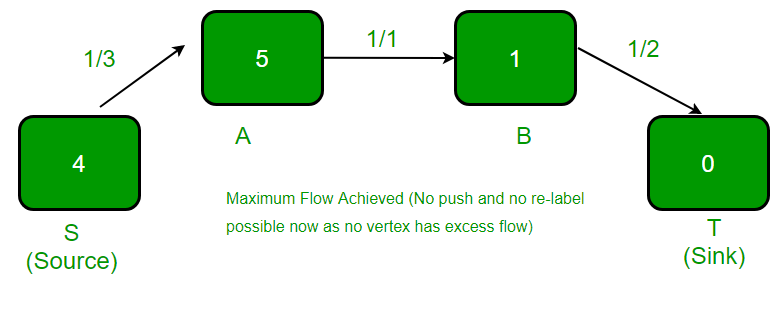 1/3
5
1/1
1
1/2
4
0
A
B
S
(Source)
Maximum Flow Achieved (No push and no re-label
possible now as no vertex has excess flow)
T
(Sink)